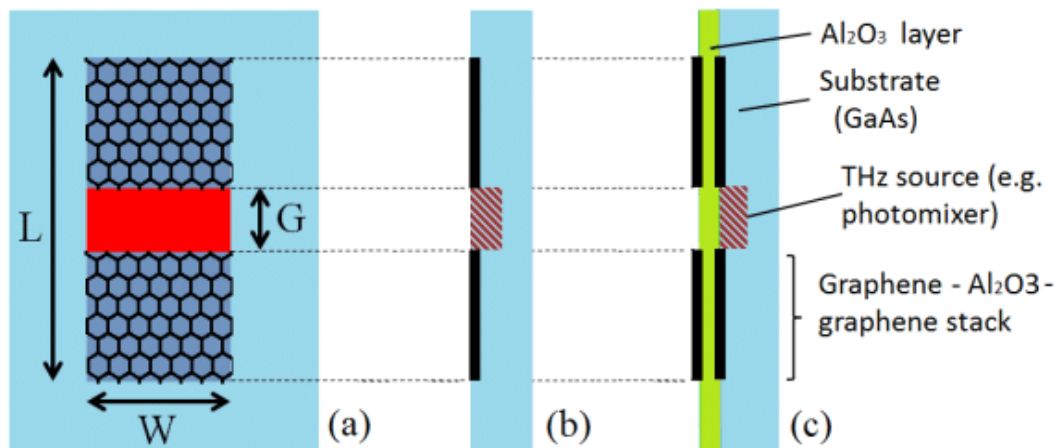 Al₂O₃ layer
Substrate
(GaAs)
THz source (e.g.
photomixer)
L
G
Graphene - Al₂O3-
graphene stack
W
(a)
(b)
(c)